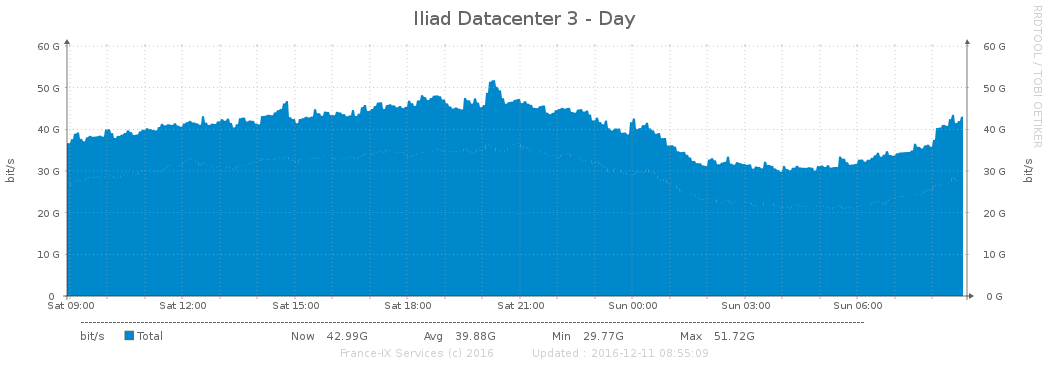 Iliad Datacenter 3 - Day
RRDTOOL / TOBI OETIKER
60 G 60 G
50 G 50 G
40 G 40 G
30 G 30 G
20 G 20 G
10 G 10 G
0 0 G
bit/s bit/s
Sat 09:00 Sat 12:00 Sat 15:00 Sat 18:00 Sat 21:00 Sun 00:00 Sun 03:00 Sun 06:00
bit/s Total Now 42.99G Avg 39.88G Min 29.77G Max 51.72G
France-IX Services (c) 2016 Updated : 2016-12-11 08:55:09